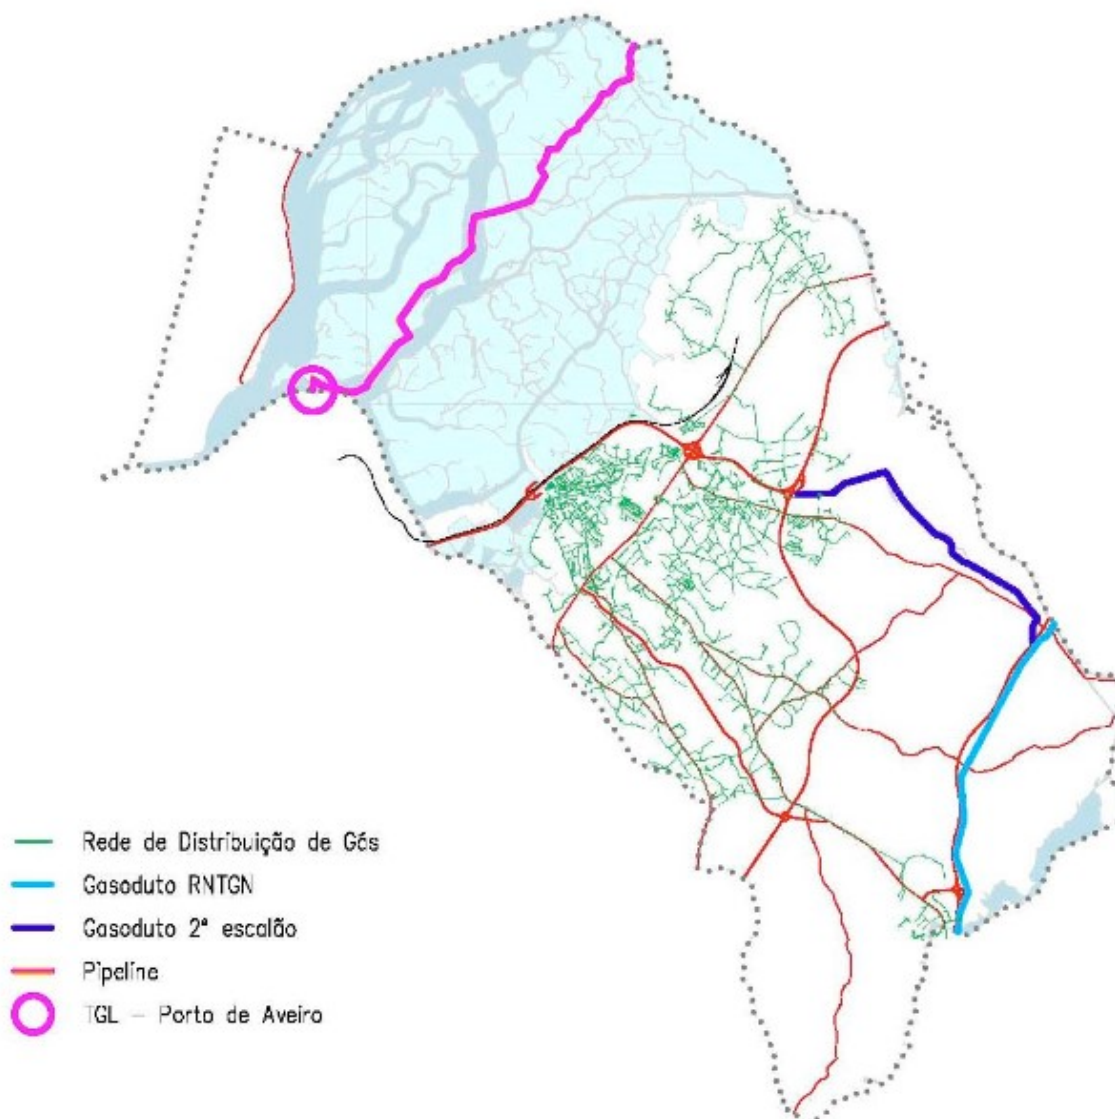 Rede de Distribuição de Gás
Gasoduto RNTGN
Gasoduto 2º escalão
Pipeline
TGL – Porto de Aveiro